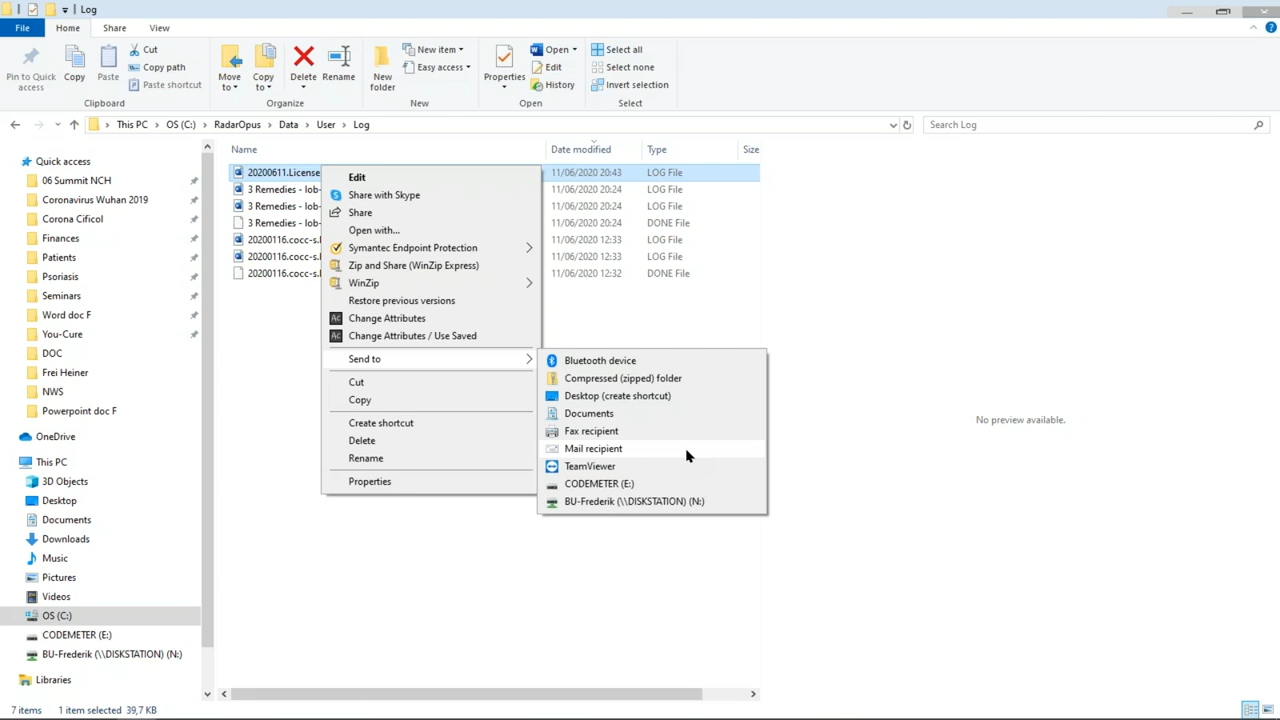 Log
File Home Share View
Pin to Quick access
Copy
Paste
Cut
Copy path
Paste shortcut
Clipboard
Move to
Copy to
Delete
Rename
Organize
New folder
New item
Easy access
New
Properties
Open
Edit
History
Open
Select all
Select none
Invert selection
Select
This PC > OS (C:) > RadarOpus > Data > User > Log
Search Log
Quick access
06 Summit NCH
Coronavirus Wuhan 2019
Corona Cificol
Finances
Patients
Psoriasis
Seminars
Word doc F
You-Cure
DOC
Frei Heiner
NWS
Powerpoint doc F
OneDrive
This PC
3D Objects
Desktop
Documents
Downloads
Music
Pictures
Videos
OS (C:)
CODEMETER (E:)
BU-Frederik (\\DISKSTATION) (N:)
Libraries
Name Date modified Type Size
20200611.License 11/06/2020 20:43 LOG File
3 Remedies - lob- 11/06/2020 20:24 LOG File
3 Remedies - lob- 11/06/2020 20:24 LOG File
3 Remedies - lob- 11/06/2020 20:24 DONE File
20200116.cocc-s. 11/06/2020 12:33 LOG File
20200116.cocc-s. 11/06/2020 12:33 LOG File
20200116.cocc-s. 11/06/2020 12:32 DONE File
Edit
Share with Skype
Share
Open with...
Symantec Endpoint Protection
Zip and Share (WinZip Express)
WinZip
Restore previous versions
Ac Change Attributes
Ac Change Attributes / Use Saved
Send to
Cut
Copy
Create shortcut
Delete
Rename
Properties
Bluetooth device
Compressed (zipped) folder
Desktop (create shortcut)
Documents
Fax recipient
Mail recipient
TeamViewer
CODEMETER (E:)
BU-Frederik (\\DISKSTATION) (N:)
No preview available.
7 items 1 item selected 39,7 KB